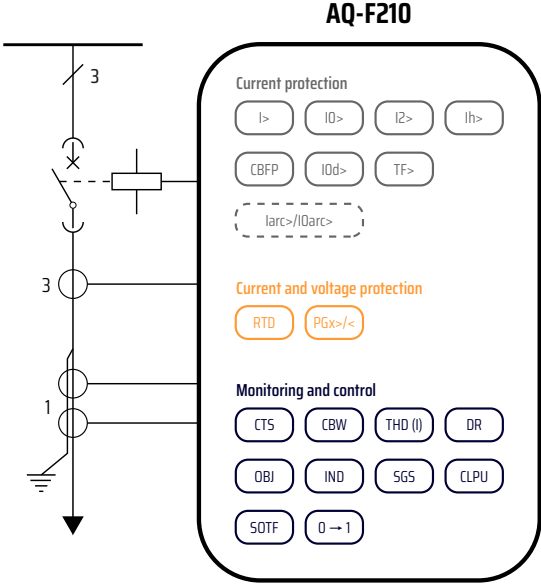 AQ-F210
3
Current protection
I> I0> I2> Ih>
CBFP I0d> TF>
Iarc>/I0arc>
3
Current and voltage protection
RTD PGx>/<
Monitoring and control
1
CTS CBW THD (I) DR
OBJ IND SGS CLPU
SOTF 0 → 1